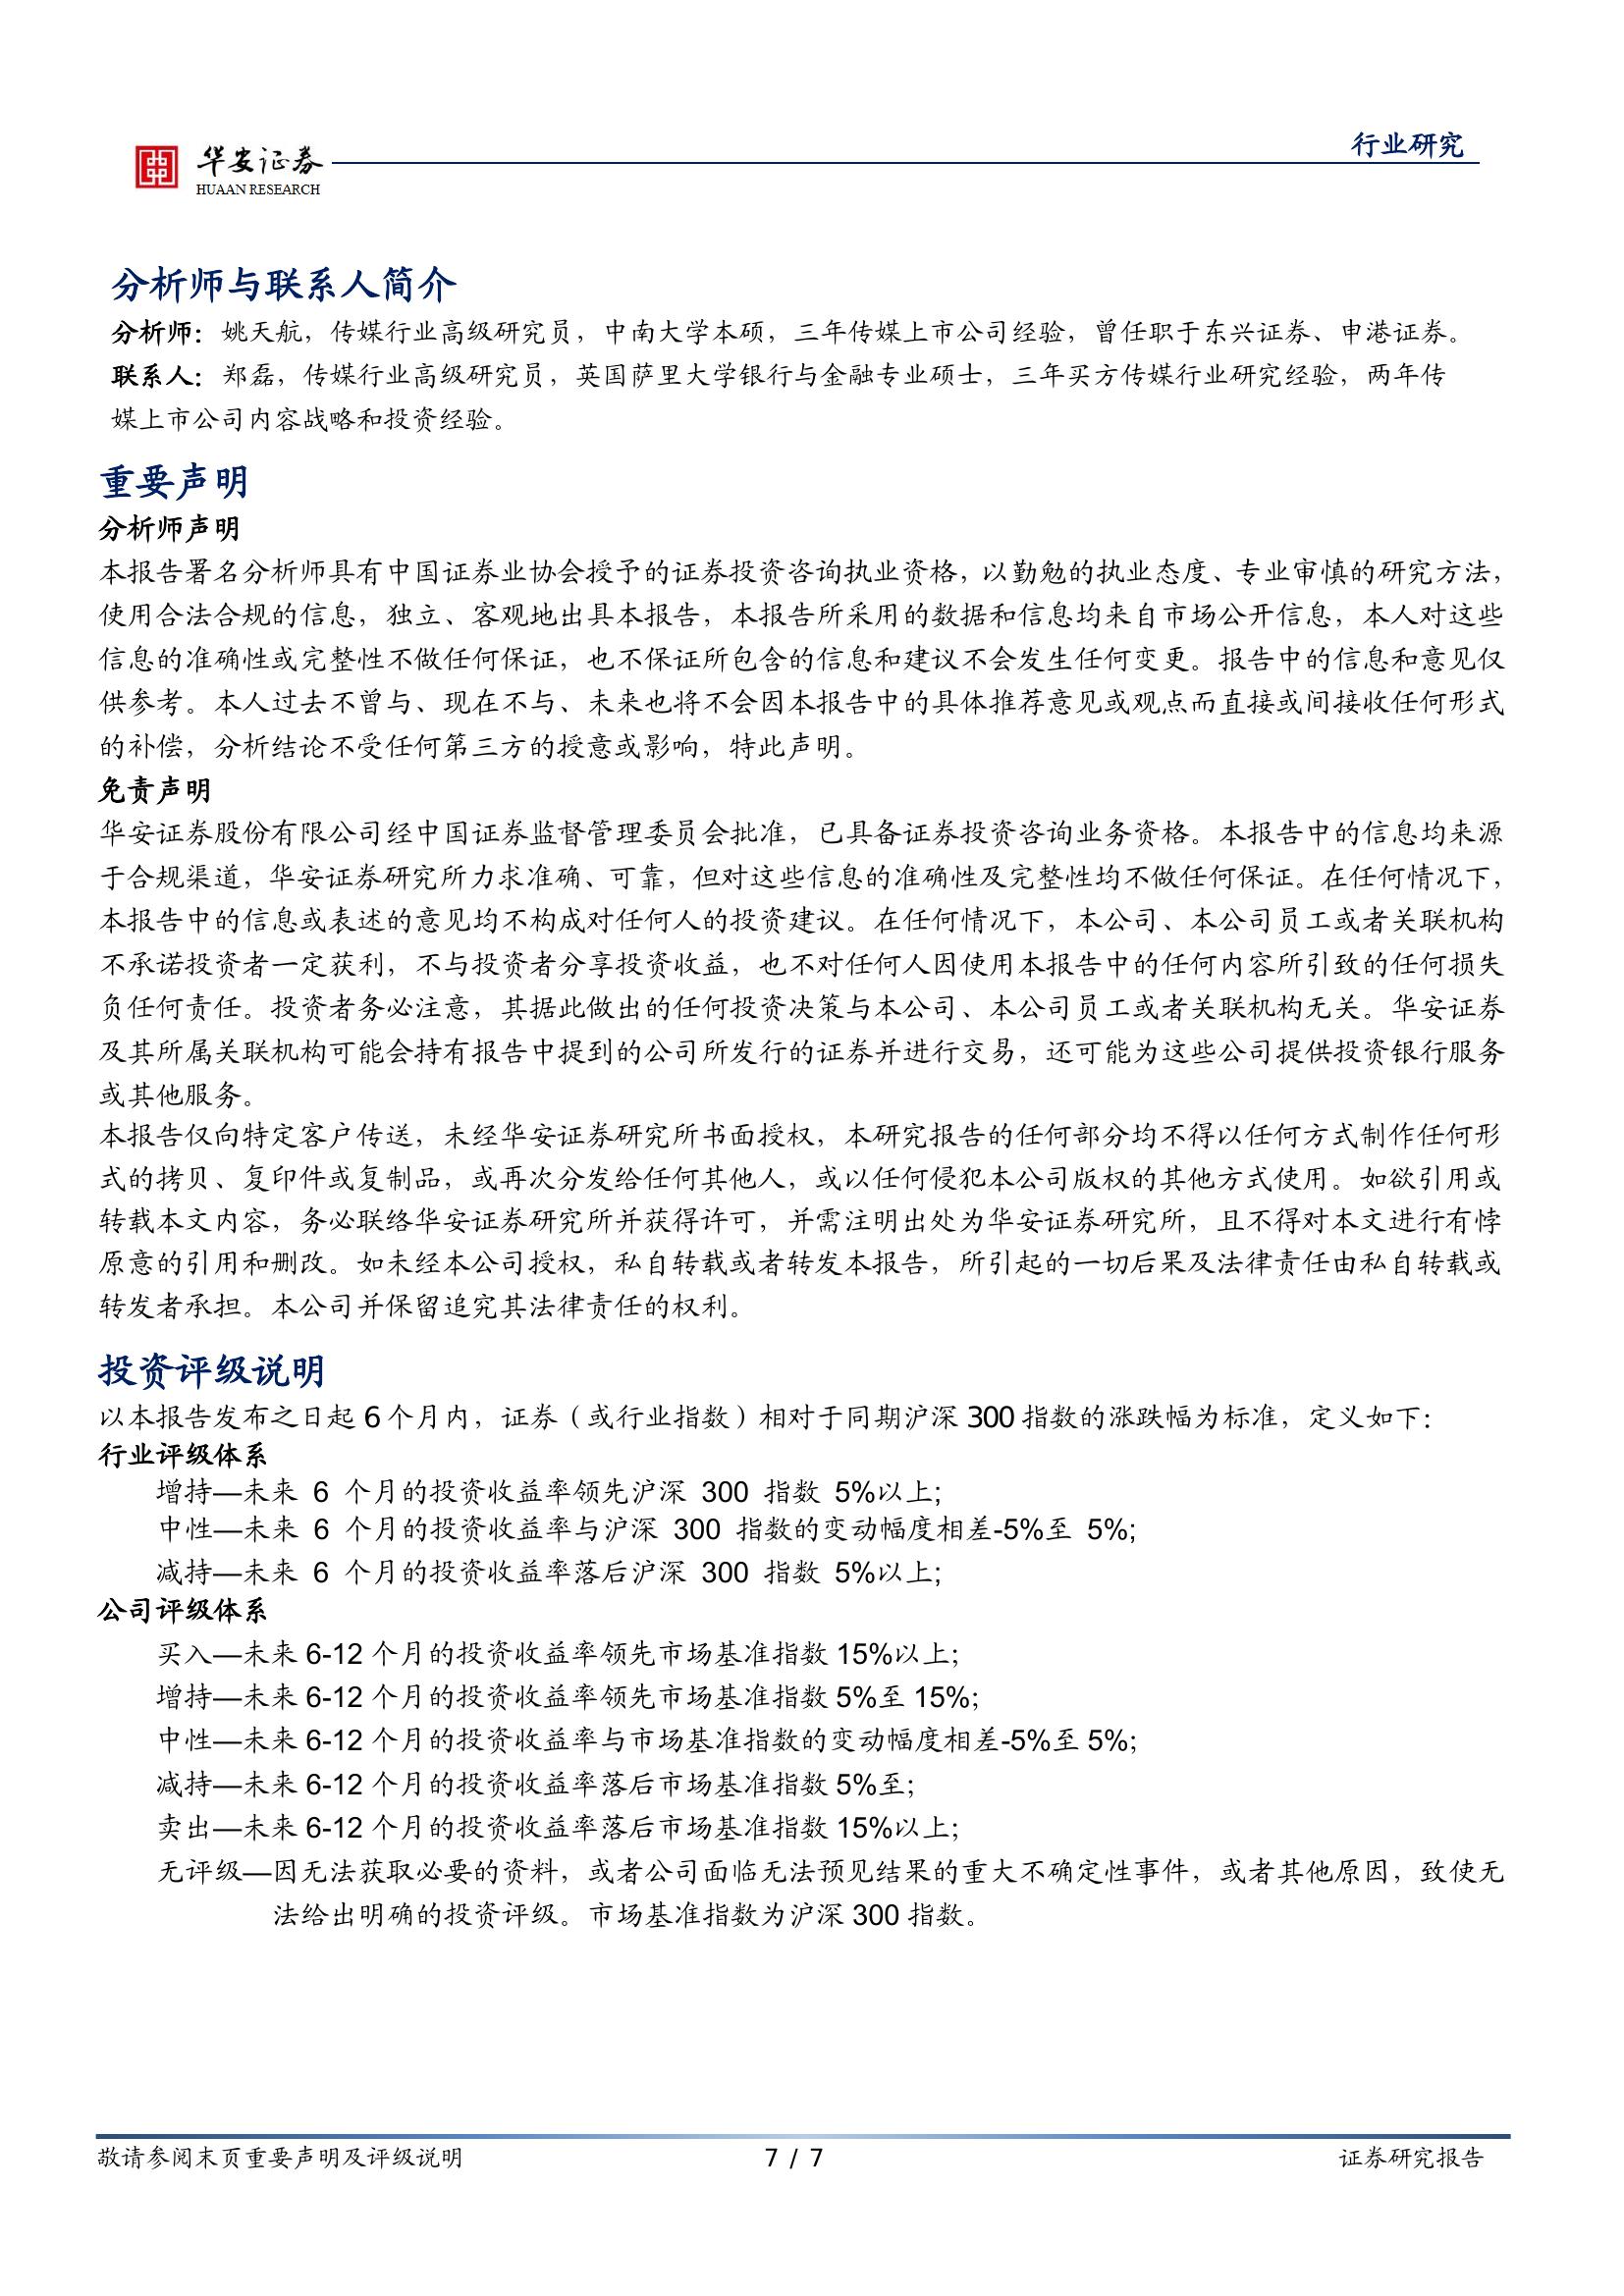 行业研究
华安证券
HUAAN RESEARCH
分析师与联系人简介
分析师：姚天航，传媒行业高级研究员，中南大学本硕，三年传媒上市公司经验，曾任职于东兴证券、申港证券。
联系人：郑磊，传媒行业高级研究员，英国萨里大学银行与金融专业硕士，三年买方传媒行业研究经验，两年传
媒上市公司内容战略和投资经验。
重要声明
分析师声明
本报告署名分析师具有中国证券业协会授予的证券投资咨询执业资格，以勤勉的执业态度、专业审慎的研究方法，
使用合法合规的信息，独立、客观地出具本报告，本报告所采用的数据和信息均来自市场公开信息，本人对这些
信息的准确性或完整性不做任何保证，也不保证所包含的信息和建议不会发生任何变更。报告中的信息和意见仅
供参考。本人过去不曾与、现在不与、未来也将不会因本报告中的具体推荐意见或观点而直接或间接收任何形式
的补偿，分析结论不受任何第三方的授意或影响，特此声明。
免责声明
华安证券股份有限公司经中国证券监督管理委员会批准，已具备证券投资咨询业务资格。本报告中的信息均来源
于合规渠道，华安证券研究所力求准确、可靠，但对这些信息的准确性及完整性均不做任何保证。在任何情况下，
本报告中的信息或表述的意见均不构成对任何人的投资建议。在任何情况下，本公司、本公司员工或者关联机构
不承诺投资者一定获利，不与投资者分享投资收益，也不对任何人因使用本报告中的任何内容所引致的任何损失
负任何责任。投资者务必注意，其据此做出的任何投资决策与本公司、本公司员工或者关联机构无关。华安证券
及其所属关联机构可能会持有报告中提到的公司所发行的证券并进行交易，还可能为这些公司提供投资银行服务
或其他服务。
本报告仅向特定客户传送，未经华安证券研究所书面授权，本研究报告的任何部分均不得以任何方式制作任何形
式的拷贝、复印件或复制品，或再次分发给任何其他人，或以任何侵犯本公司版权的其他方式使用。如欲引用或
转载本文内容，务必联络华安证券研究所并获得许可，并需注明出处为华安证券研究所，且不得对本文进行有悖
原意的引用和删改。如未经本公司授权，私自转载或者转发本报告，所引起的一切后果及法律责任由私自转载或
转发者承担。本公司并保留追究其法律责任的权利。
投资评级说明
以本报告发布之日起 6 个月内，证券（或行业指数）相对于同期沪深 300 指数的涨跌幅为标准，定义如下：
行业评级体系
增持—未来 6 个月的投资收益率领先沪深 300 指数 5%以上;
中性—未来 6 个月的投资收益率与沪深 300 指数的变动幅度相差-5%至 5%;
减持—未来 6 个月的投资收益率落后沪深 300 指数 5%以上;
公司评级体系
买入—未来 6-12 个月的投资收益率领先市场基准指数 15%以上;
增持—未来 6-12 个月的投资收益率领先市场基准指数 5%至 15%;
中性—未来 6-12 个月的投资收益率与市场基准指数的变动幅度相差-5%至 5%;
减持—未来 6-12 个月的投资收益率落后市场基准指数 5%至;
卖出—未来 6-12 个月的投资收益率落后市场基准指数 15%以上;
无评级—因无法获取必要的资料，或者公司面临无法预见结果的重大不确定性事件，或者其他原因，致使无
法给出明确的投资评级。市场基准指数为沪深 300 指数。
敬请参阅末页重要声明及评级说明
7 / 7
证券研究报告